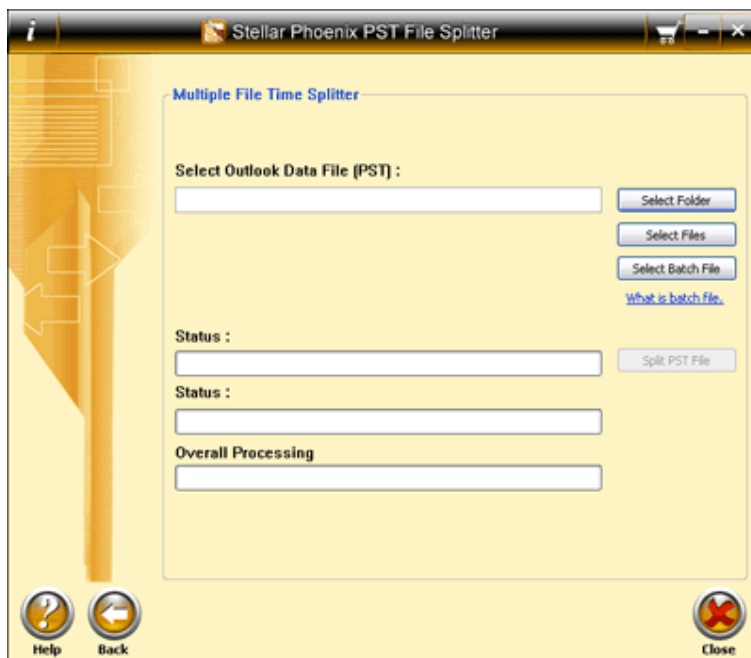 i
Stellar Phoenix PST File Splitter
Multiple File Time Splitter
Select Outlook Data File (PST) :
Select Folder
Select Files
Select Batch File
What is batch file.
Status :
Split PST File
Status :
Overall Processing
Help
Back
Close